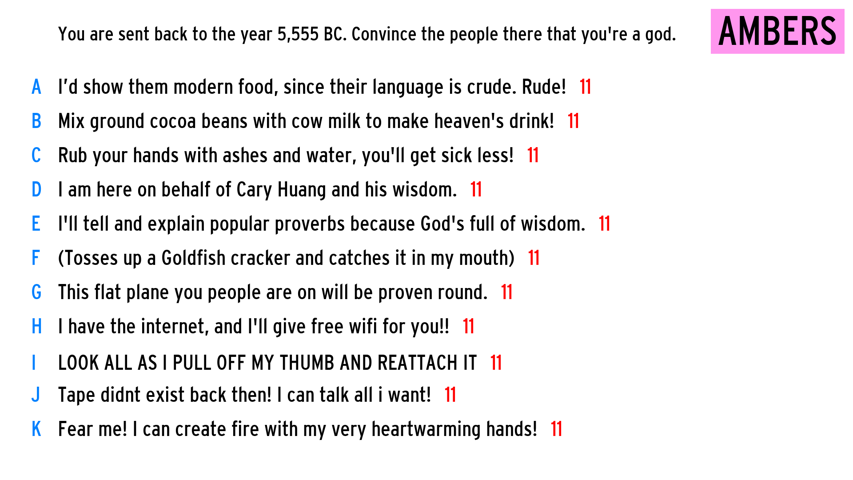 You are sent back to the year 5,555 BC. Convince the people there that you're a god.
AMBERS
A I'd show them modern food, since their language is crude. Rude! 11
B Mix ground cocoa beans with cow milk to make heaven's drink! 11
C Rub your hands with ashes and water, you'll get sick less! 11
D I am here on behalf of Cary Huang and his wisdom. 11
E I'll tell and explain popular proverbs because God's full of wisdom. 11
F (Tosses up a Goldfish cracker and catches it in my mouth) 11
G This flat plane you people are on will be proven round. 11
H I have the internet, and I'll give free wifi for you!! 11
I LOOK ALL AS I PULL OFF MY THUMB AND REATTACH IT 11
J Tape didnt exist back then! I can talk all i want! 11
K Fear me! I can create fire with my very heartwarming hands! 11